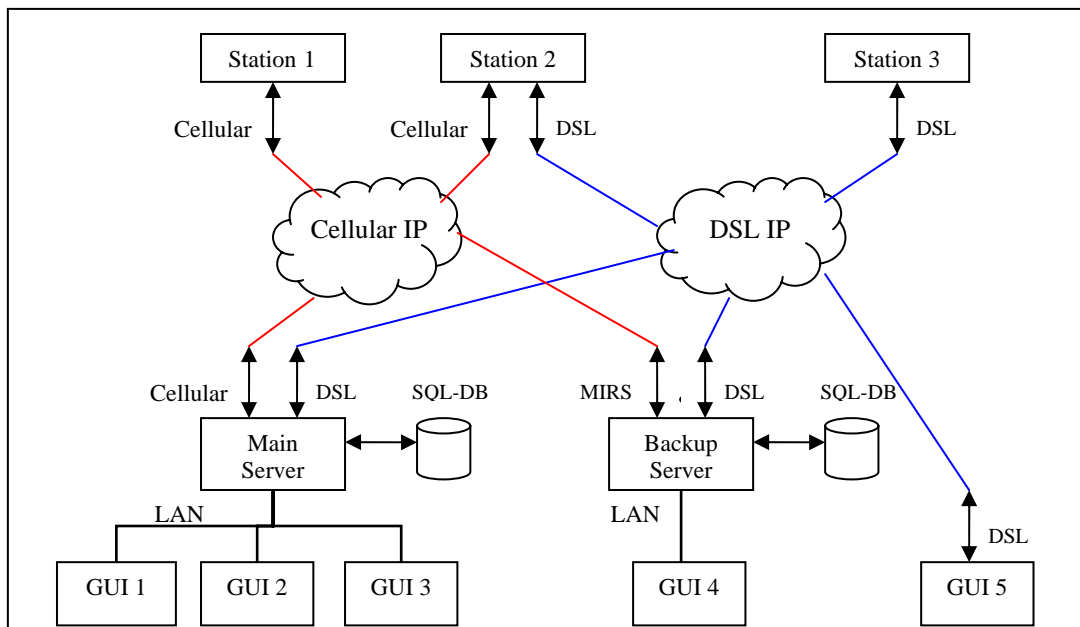 Station 1
Station 2
Station 3
Cellular
Cellular
DSL
DSL
Cellular IP
DSL IP
Cellular
DSL
SQL-DB
MIRS
DSL
SQL-DB
Main
Server
Backup
Server
LAN
LAN
DSL
GUI 1
GUI 2
GUI 3
GUI 4
GUI 5